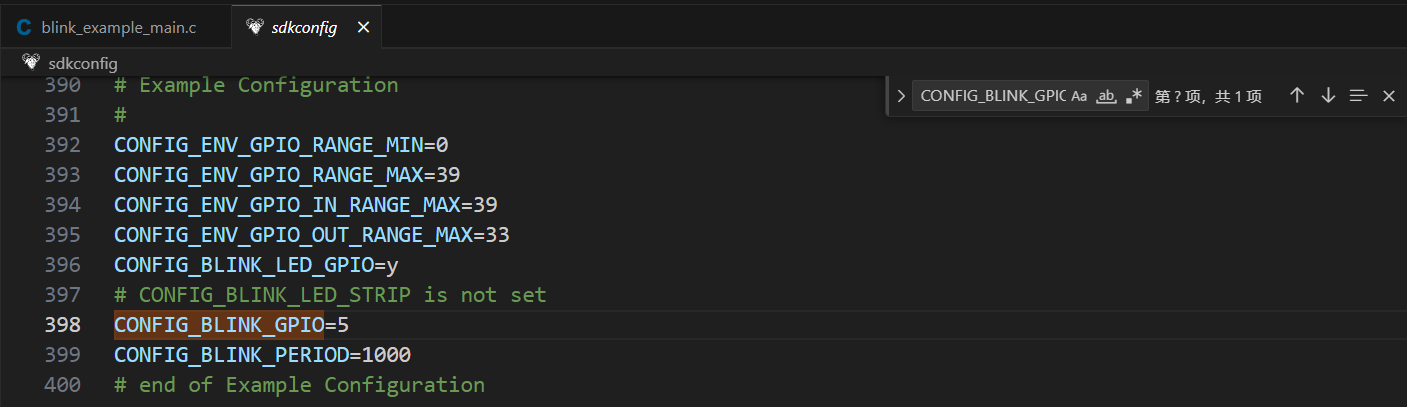 blink_example_main.c
sdkconfig
sdkconfig
CONFIG_BLINK_GPIC Aa ab. .* 第 ? 项，共 1 项
390 # Example Configuration
391 #
392 CONFIG_ENV_GPIO_RANGE_MIN=0
393 CONFIG_ENV_GPIO_RANGE_MAX=39
394 CONFIG_ENV_GPIO_IN_RANGE_MAX=39
395 CONFIG_ENV_GPIO_OUT_RANGE_MAX=33
396 CONFIG_BLINK_LED_GPIO=y
397 # CONFIG_BLINK_LED_STRIP is not set
398 CONFIG_BLINK_GPIO=5
399 CONFIG_BLINK_PERIOD=1000
400 # end of Example Configuration